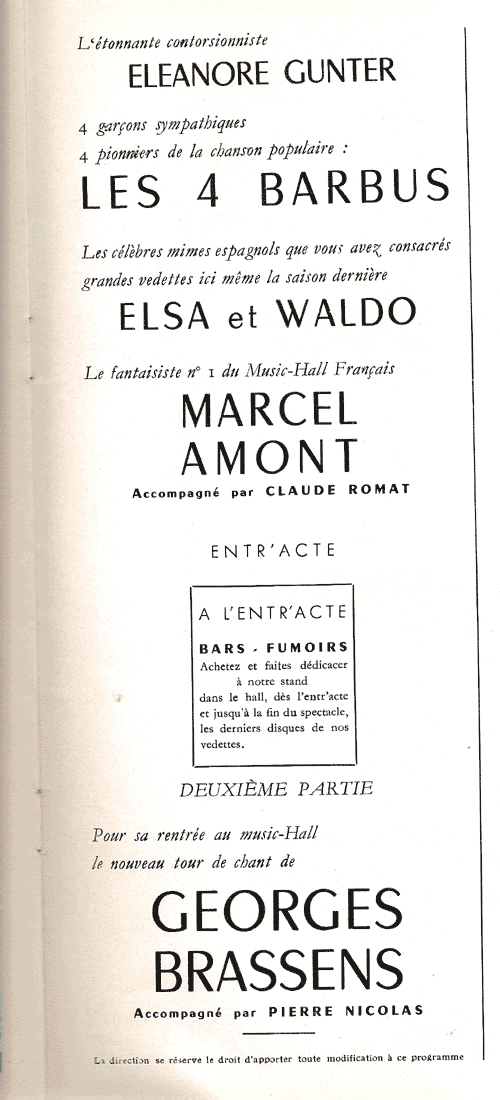 L'étonnante contorsionniste
ELEANORE GUNTER
4 garçons sympathiques
4 pionniers de la chanson populaire :
LES 4 BARBUS
Les célèbres mimes espagnols que vous avez consacrés
grandes vedettes ici même la saison dernière
ELSA et WALDO
Le fantaisiste n° 1 du Music-Hall Français
MARCEL
AMONT
Accompagné par CLAUDE ROMAT
ENTR'ACTE
A L'ENTR'ACTE
BARS - FUMOIRS
Achetez et faites dédicacer
à notre stand
dans le hall, dès l'entr'acte
et jusqu'à la fin du spectacle,
les derniers disques de nos
vedettes.
DEUXIÈME PARTIE
Pour sa rentrée au music-Hall
le nouveau tour de chant de
GEORGES
BRASSENS
Accompagné par PIERRE NICOLAS
La direction se réserve le droit d'apporter toute modification à ce programme